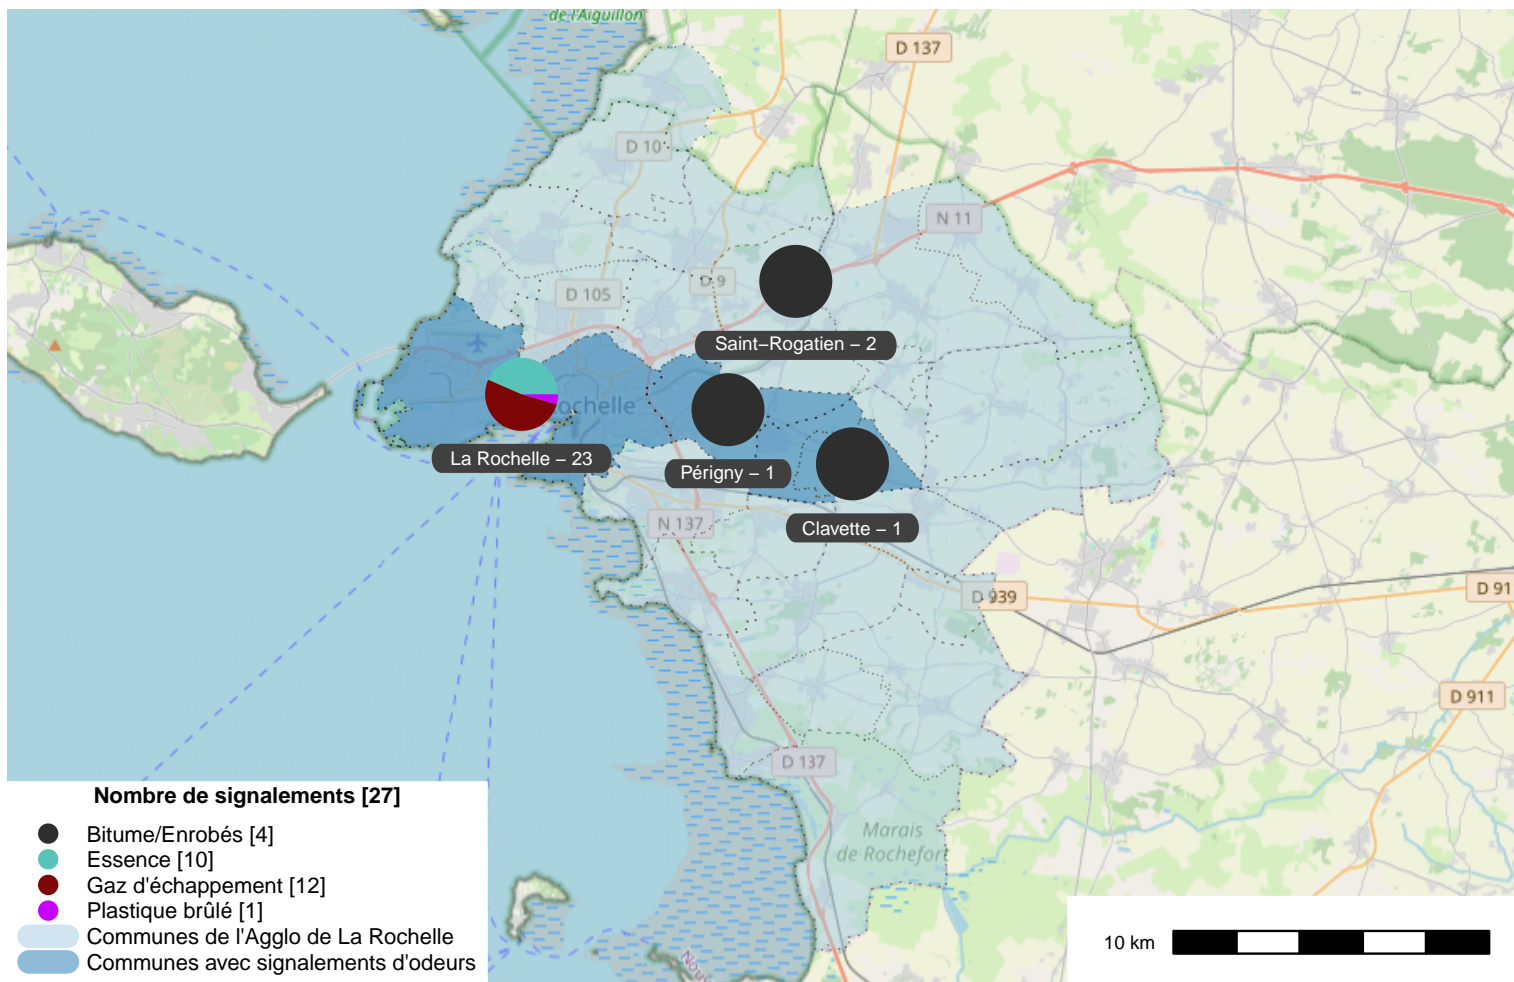 de l'Aiguillon
D 137
D 10
N 11
D 9
D 105
Saint–Rogatien – 2
ochelle
La Rochelle – 23
Périgny – 1
Clavette – 1
N 137
D 939
D 91
D 911
D 137
Marais
de Rochefort
Nou
Nombre de signalements [27]
Bitume/Enrobés [4]
Essence [10]
Gaz d'échappement [12]
Plastique brûlé [1]
Communes de l'Agglo de La Rochelle
Communes avec signalements d'odeurs
10 km